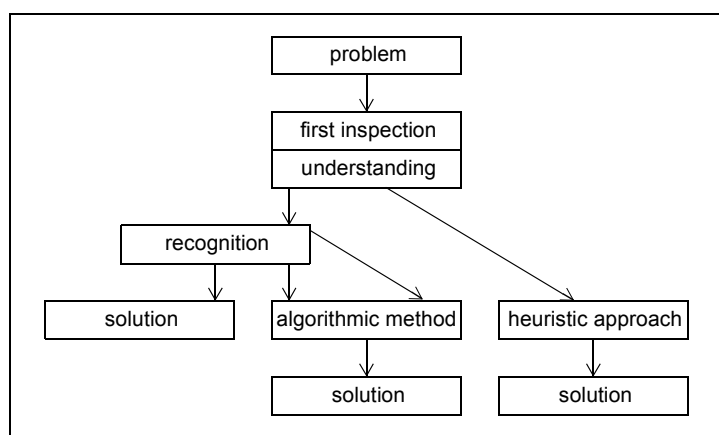 problem
first inspection
understanding
recognition
solution
algorithmic method
heuristic approach
solution
solution